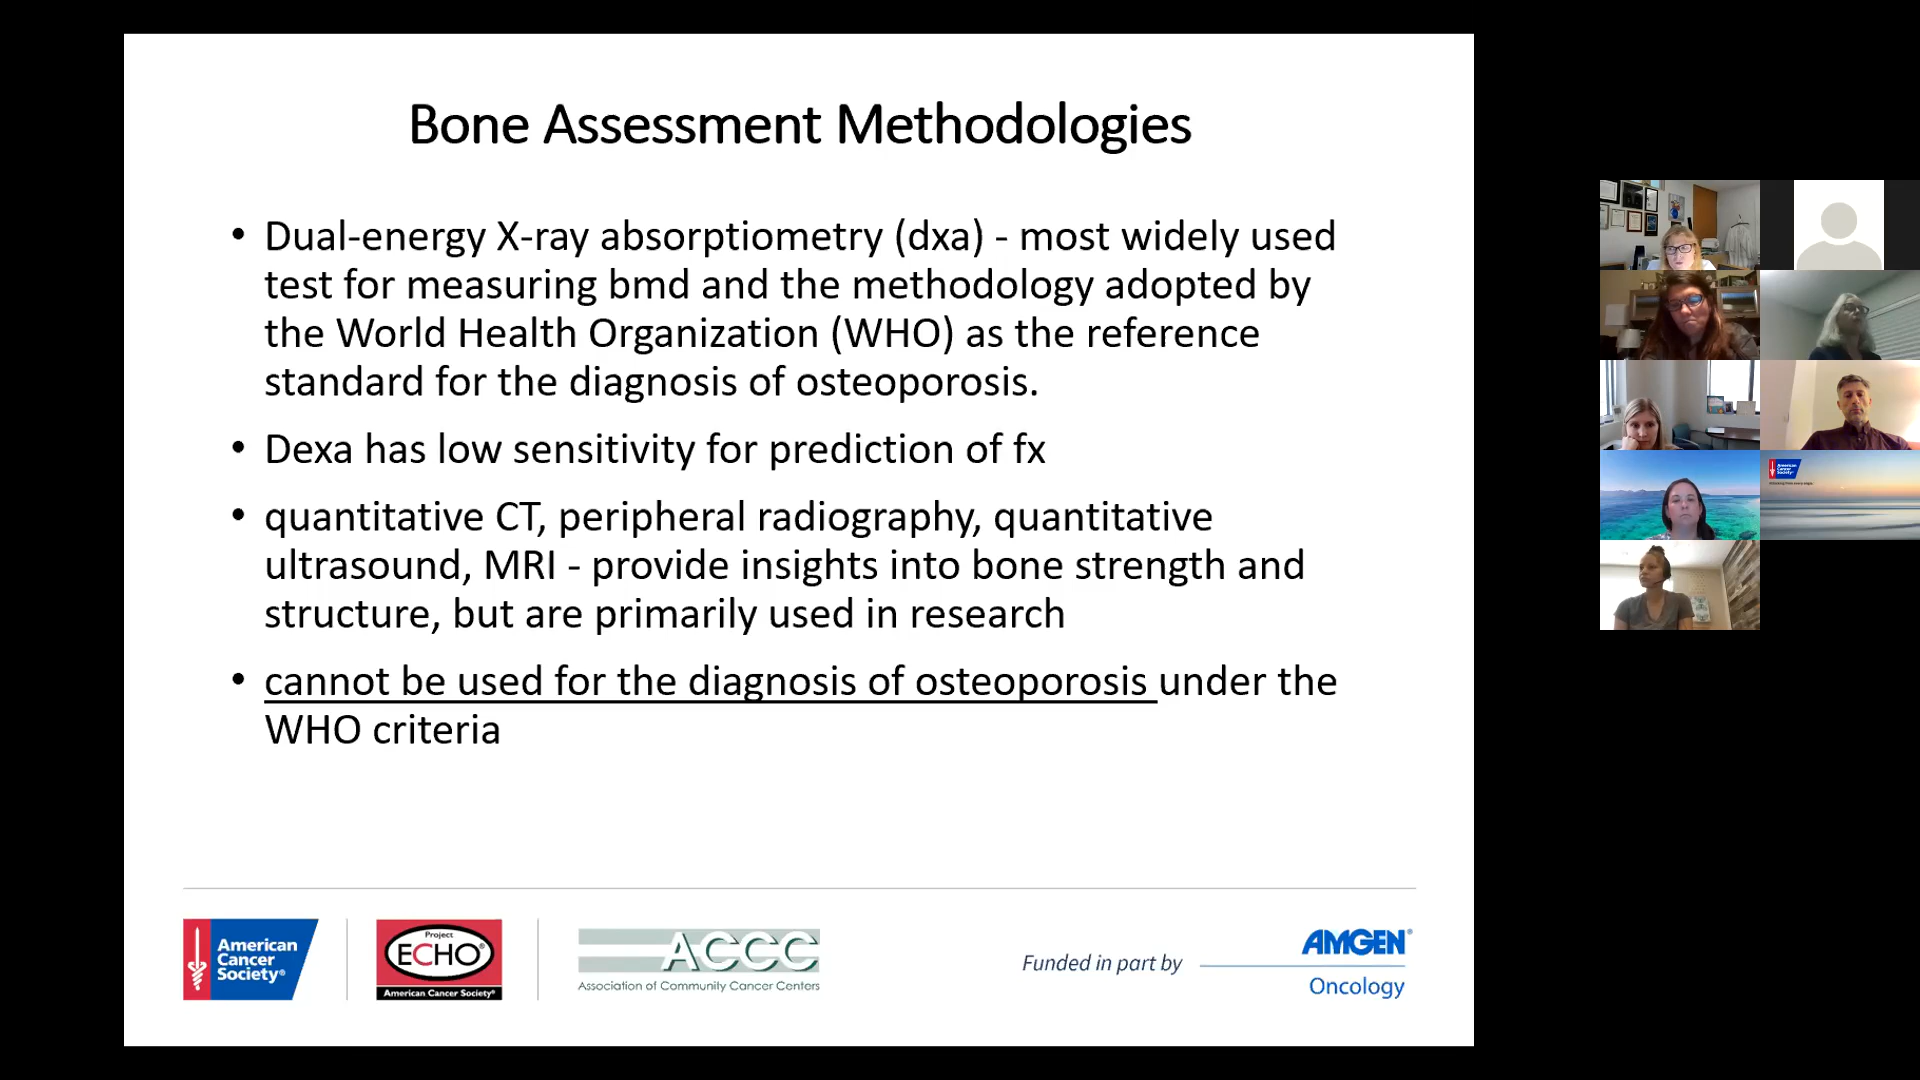 Bone Assessment Methodologies
• Dual-energy X-ray absorptiometry (dxa) - most widely used
test for measuring bmd and the methodology adopted by
the World Health Organization (WHO) as the reference
standard for the diagnosis of osteoporosis.
• Dexa has low sensitivity for prediction of fx
• quantitative CT, peripheral radiography, quantitative
ultrasound, MRI - provide insights into bone strength and
structure, but are primarily used in research
• cannot be used for the diagnosis of osteoporosis under the
WHO criteria
American
Cancer
Society®
Project
ECHO®
American Cancer Society®
ACCC
Association of Community Cancer Centers
Funded in part by
AMGEN®
Oncology
American
Cancer
Society